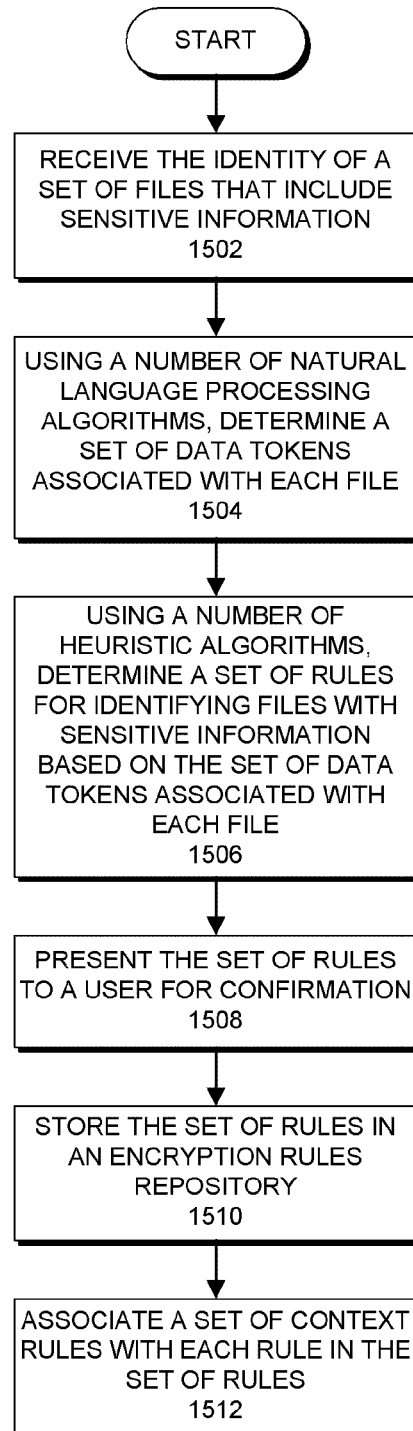 START
RECEIVE THE IDENTITY OF A
SET OF FILES THAT INCLUDE
SENSITIVE INFORMATION
1502
USING A NUMBER OF NATURAL
LANGUAGE PROCESSING
ALGORITHMS, DETERMINE A
SET OF DATA TOKENS
ASSOCIATED WITH EACH FILE
1504
USING A NUMBER OF
HEURISTIC ALGORITHMS,
DETERMINE A SET OF RULES
FOR IDENTIFYING FILES WITH
SENSITIVE INFORMATION
BASED ON THE SET OF DATA
TOKENS ASSOCIATED WITH
EACH FILE
1506
PRESENT THE SET OF RULES
TO A USER FOR CONFIRMATION
1508
STORE THE SET OF RULES IN
AN ENCRYPTION RULES
REPOSITORY
1510
ASSOCIATE A SET OF CONTEXT
RULES WITH EACH RULE IN THE
SET OF RULES
1512